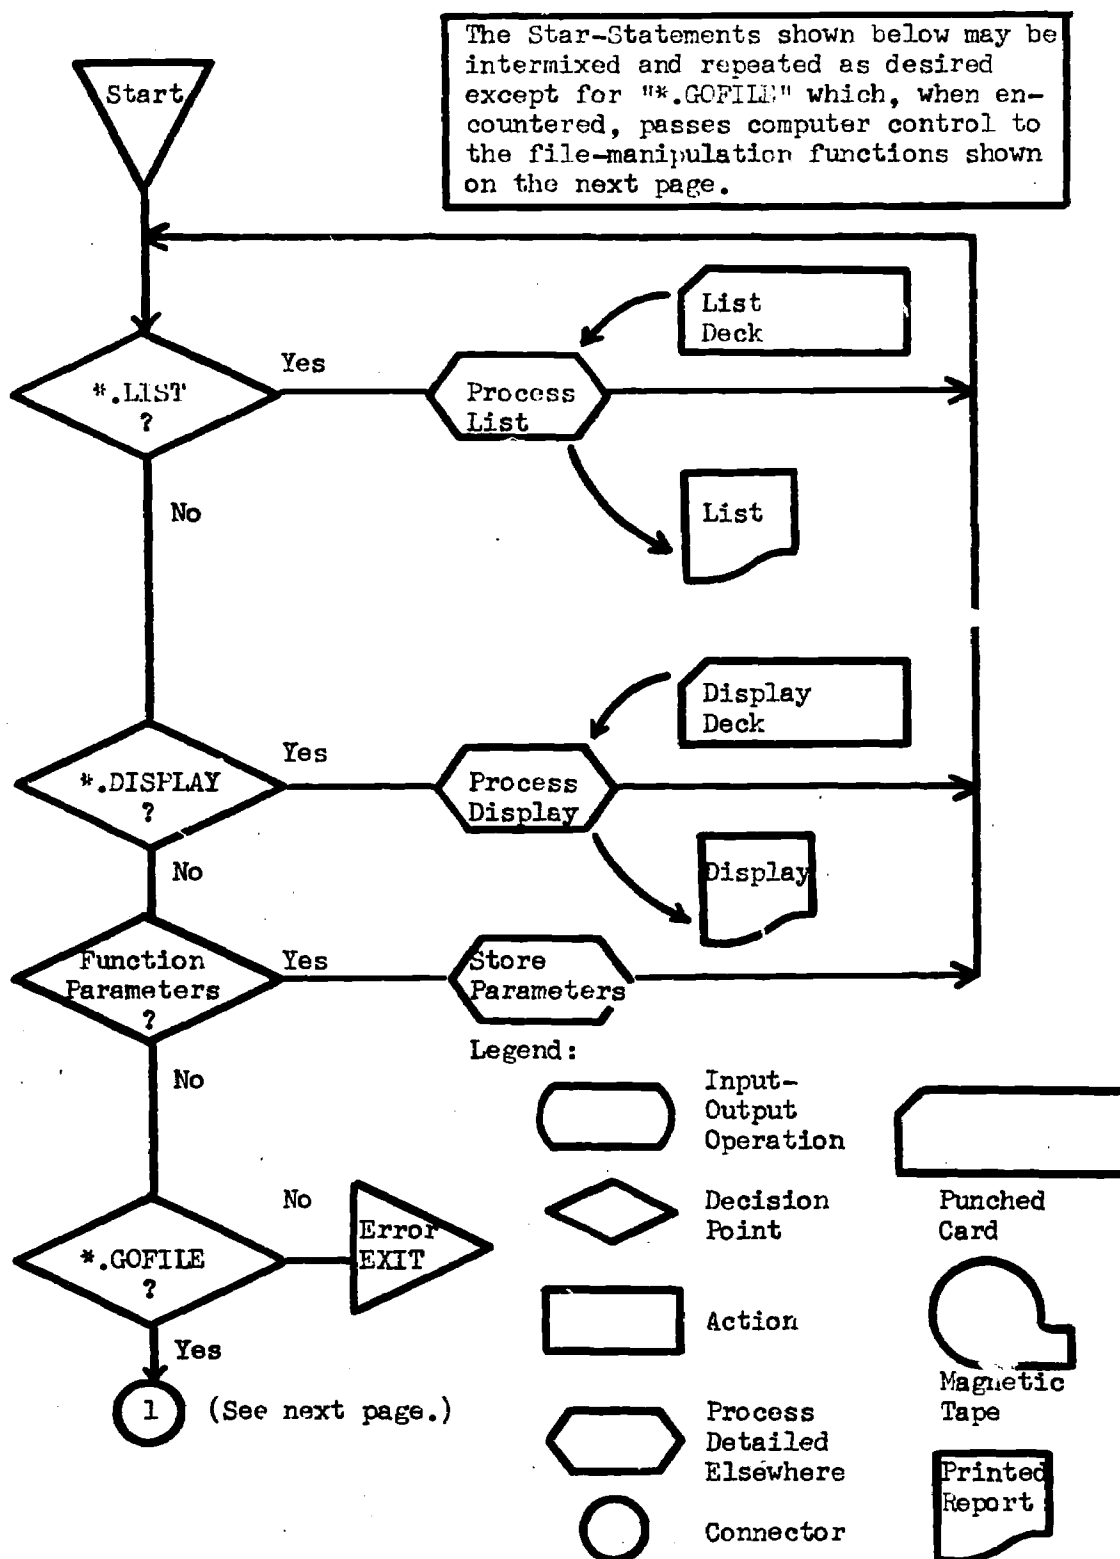 The Star-Statements shown below may be
intermixed and repeated as desired
except for "*.GOFILE" which, when en-
countered, passes computer control to
the file-manipulation functions shown
on the next page.
Start
List
Deck
*.LIST
?
Yes
Process
List
No
List
Display
Deck
*.DISPLAY
?
Yes
Process
Display
Display
No
Function
Parameters
?
Yes
Store
Parameters
No
*.GOFILE
?
No
Error
EXIT
Yes
1
(See next page.)
Legend:
Input-
Output
Operation
Punched
Card
Decision
Point
Action
Magnetic
Tape
Process
Detailed
Elsewhere
Printed
Report
Connector